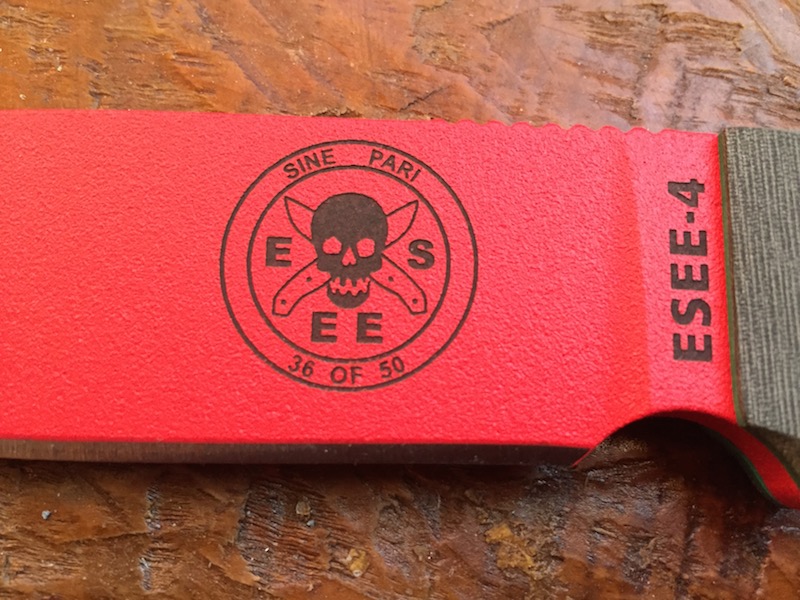 SINE PARI
E S
E E
36 OF 50
ESEE-4